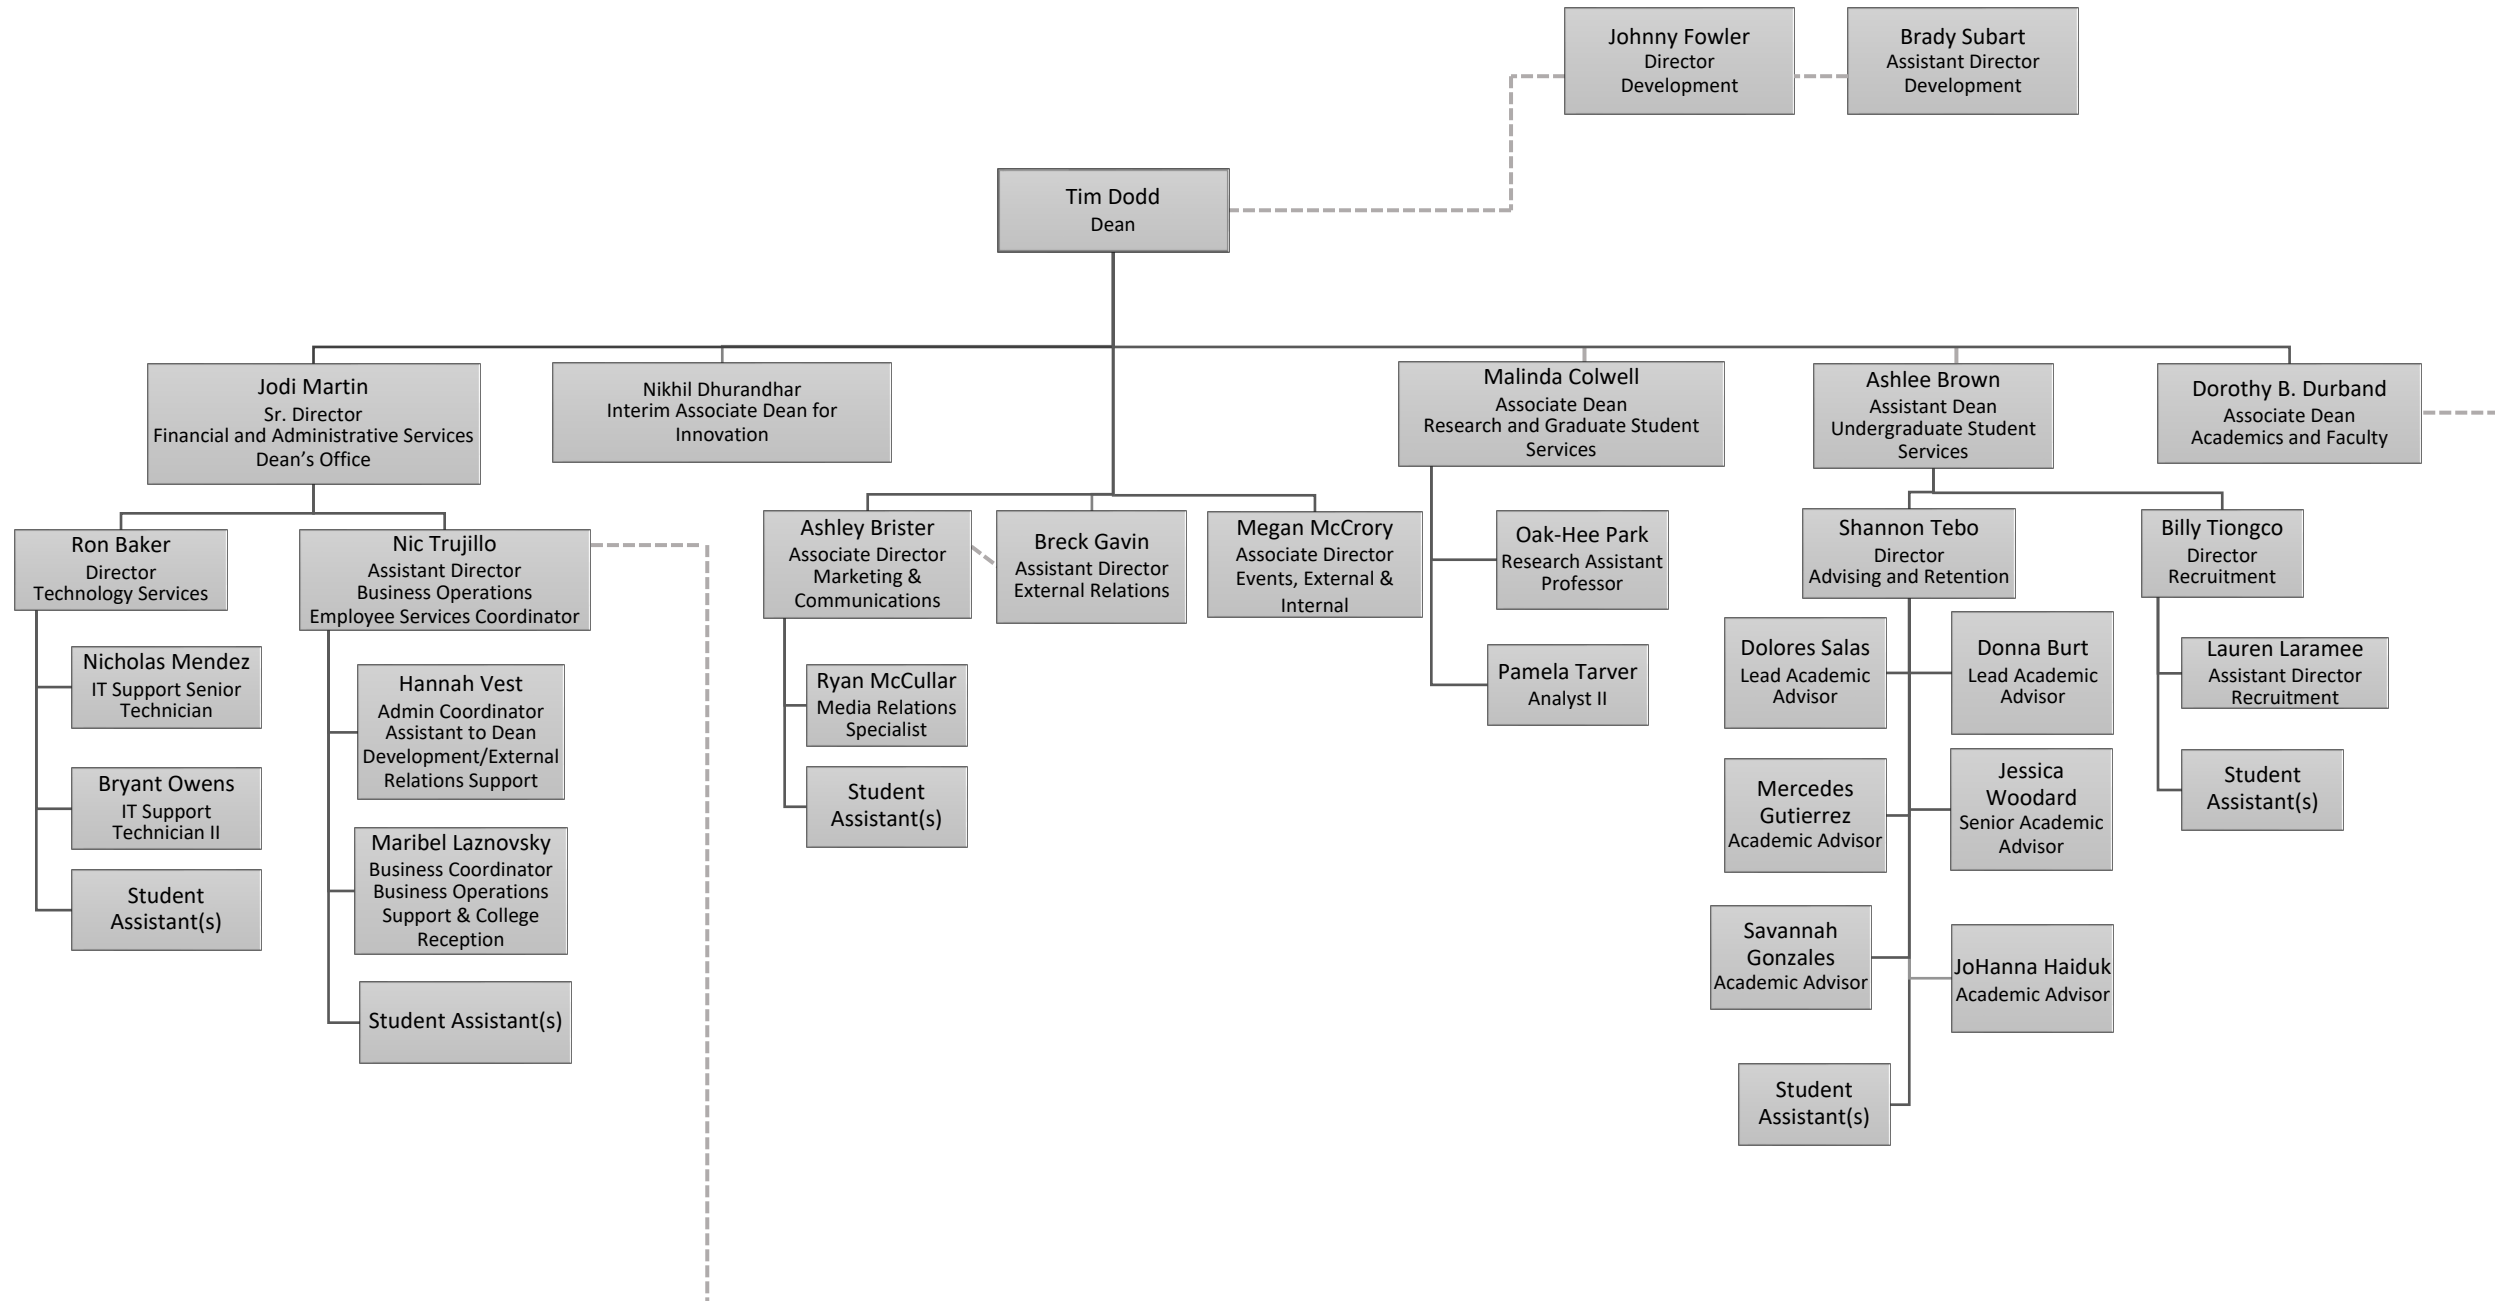 Johnny Fowler
Director
Development
Brady Subart
Assistant Director
Development
Tim Dodd
Dean
Jodi Martin
Sr. Director
Financial and Administrative Services
Dean’s Office
Nikhil Dhurandhar
Interim Associate Dean for
Innovation
Malinda Colwell
Associate Dean
Research and Graduate Student
Services
Ashlee Brown
Assistant Dean
Undergraduate Student
Services
Dorothy B. Durband
Associate Dean
Academics and Faculty
Ron Baker
Director
Technology Services
Nic Trujillo
Assistant Director
Business Operations
Employee Services Coordinator
Ashley Brister
Associate Director
Marketing &
Communications
Breck Gavin
Assistant Director
External Relations
Megan McCrory
Associate Director
Events, External &
Internal
Oak-Hee Park
Research Assistant
Professor
Shannon Tebo
Director
Advising and Retention
Billy Tiongco
Director
Recruitment
Nicholas Mendez
IT Support Senior
Technician
Hannah Vest
Admin Coordinator
Assistant to Dean
Development/External
Relations Support
Ryan McCullar
Media Relations
Specialist
Pamela Tarver
Analyst II
Dolores Salas
Lead Academic
Advisor
Donna Burt
Lead Academic
Advisor
Lauren Laramee
Assistant Director
Recruitment
Bryant Owens
IT Support
Technician II
Maribel Laznovsky
Business Coordinator
Business Operations
Support & College
Reception
Student
Assistant(s)
Mercedes
Gutierrez
Academic Advisor
Jessica
Woodard
Senior Academic
Advisor
Student
Assistant(s)
Student
Assistant(s)
Student Assistant(s)
Savannah
Gonzales
Academic Advisor
JoHanna Haiduk
Academic Advisor
Student
Assistant(s)